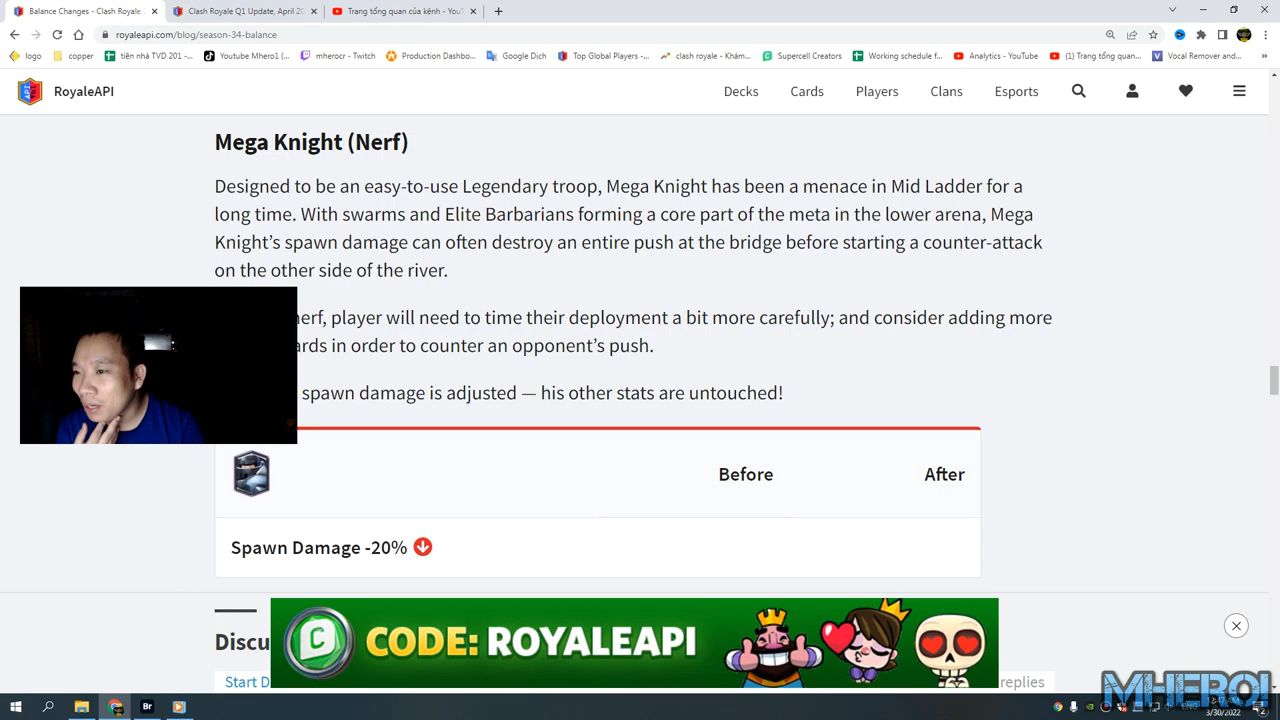 Balance Changes - Clash Royale
Clash Royale Q1 Update, April 20
Trang tổng quan của kênh - YouT
royaleapi.com/blog/season-34-balance
logo
copper
tiền nhà TVD 201 -...
Youtube Mhero1 (...
mherocr - Twitch
Production Dashbo...
Google Dịch
Top Global Players –...
clash royale - Khám...
Supercell Creators
Working schedule f...
Analytics - YouTube
(1) Trang tổng quan...
Vocal Remover and...
RoyaleAPI
Decks
Cards
Players
Clans
Esports
Mega Knight (Nerf)
Designed to be an easy-to-use Legendary troop, Mega Knight has been a menace in Mid Ladder for a
long time. With swarms and Elite Barbarians forming a core part of the meta in the lower arena, Mega
Knight's spawn damage can often destroy an entire push at the bridge before starting a counter-attack
on the other side of the river.
nerf, player will need to time their deployment a bit more carefully; and consider adding more
ards in order to counter an opponent's push.
spawn damage is adjusted — his other stats are untouched!
Before
After
Spawn Damage -20%
Discu
CODE: ROYALEAPI
Start D
replies
MHERO1
ENG
3/30/2022
2